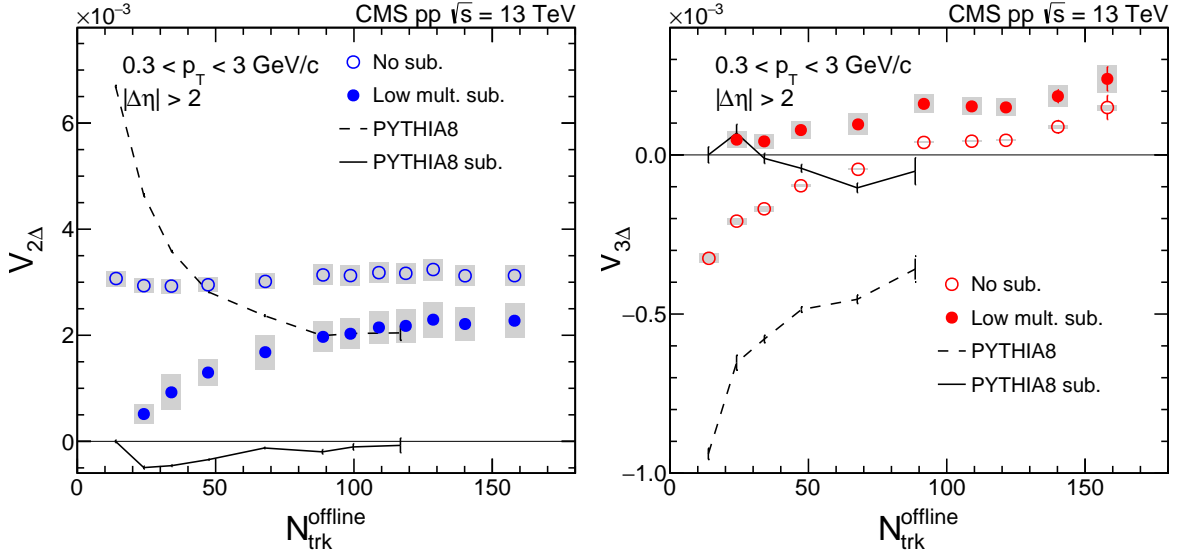 ×10⁻³
CMS pp √s = 13 TeV
0.3 < p_T < 3 GeV/c
|Δη| > 2
No sub.
Low mult. sub.
PYTHIA8
PYTHIA8 sub.
V_2Δ
6
4
2
0
0
50
100
150
N_trk^offline
×10⁻³
CMS pp √s = 13 TeV
0.3 < p_T < 3 GeV/c
|Δη| > 2
No sub.
Low mult. sub.
PYTHIA8
PYTHIA8 sub.
V_3Δ
0.0
−0.5
−1.0
0
50
100
150
N_trk^offline